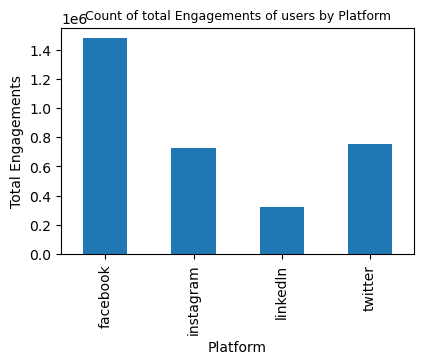 Count of total Engagements of users by Platform
1e6
1.4
1.2
1.0
0.8
0.6
0.4
0.2
0.0
Total Engagements
facebook
instagram
linkedln
twitter
Platform